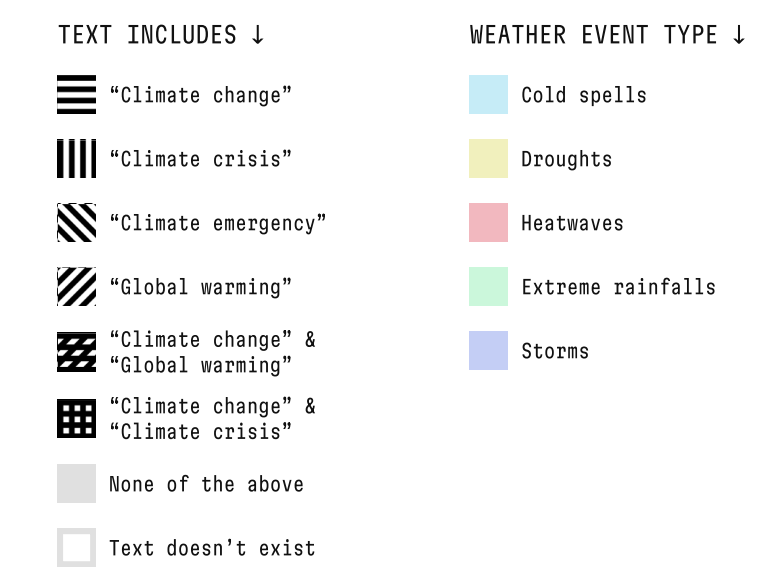 TEXT INCLUDES ↓
“Climate change”
“Climate crisis”
“Climate emergency”
“Global warming”
“Climate change” &
“Global warming”
“Climate change” &
“Climate crisis”
None of the above
Text doesn’t exist
WEATHER EVENT TYPE ↓
Cold spells
Droughts
Heatwaves
Extreme rainfalls
Storms